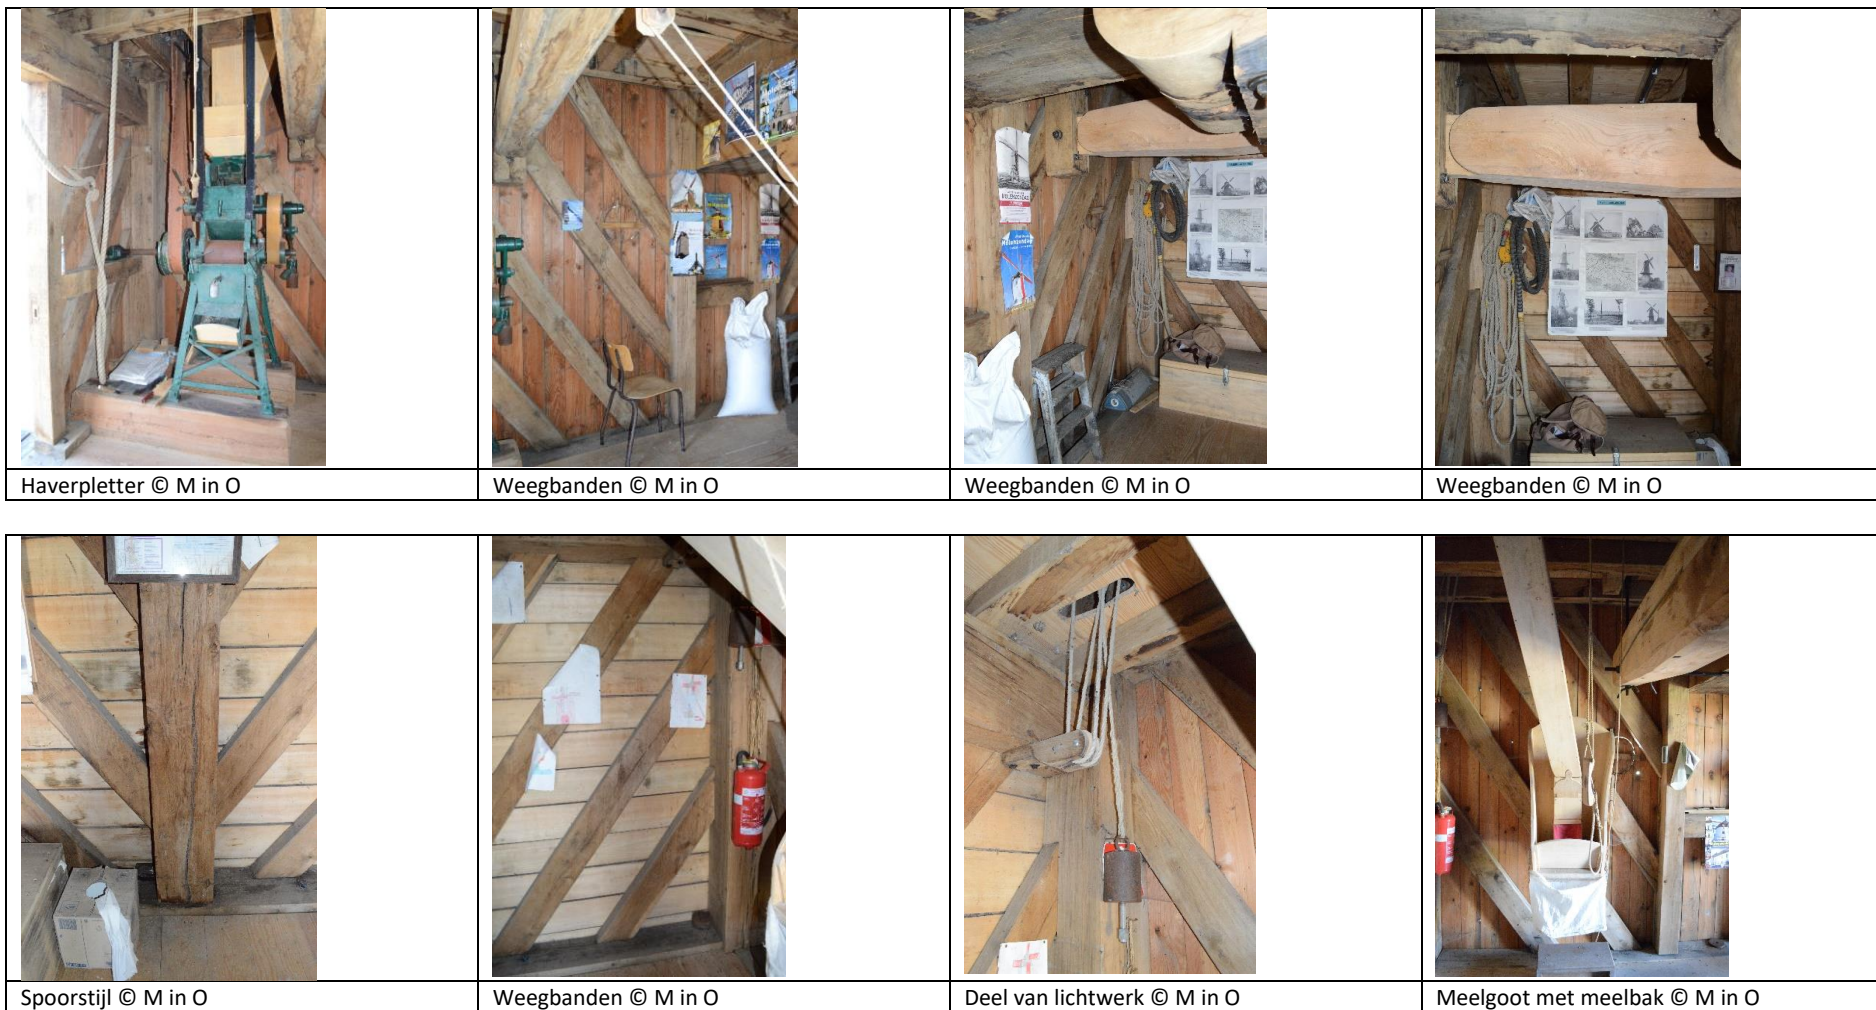 Haverpletter © M in O
Weegbanden © M in O
Weegbanden © M in O
Weegbanden © M in O
Spoorstijl © M in O
Weegbanden © M in O
Deel van lichtwerk © M in O
Meelgoot met meelbak © M in O